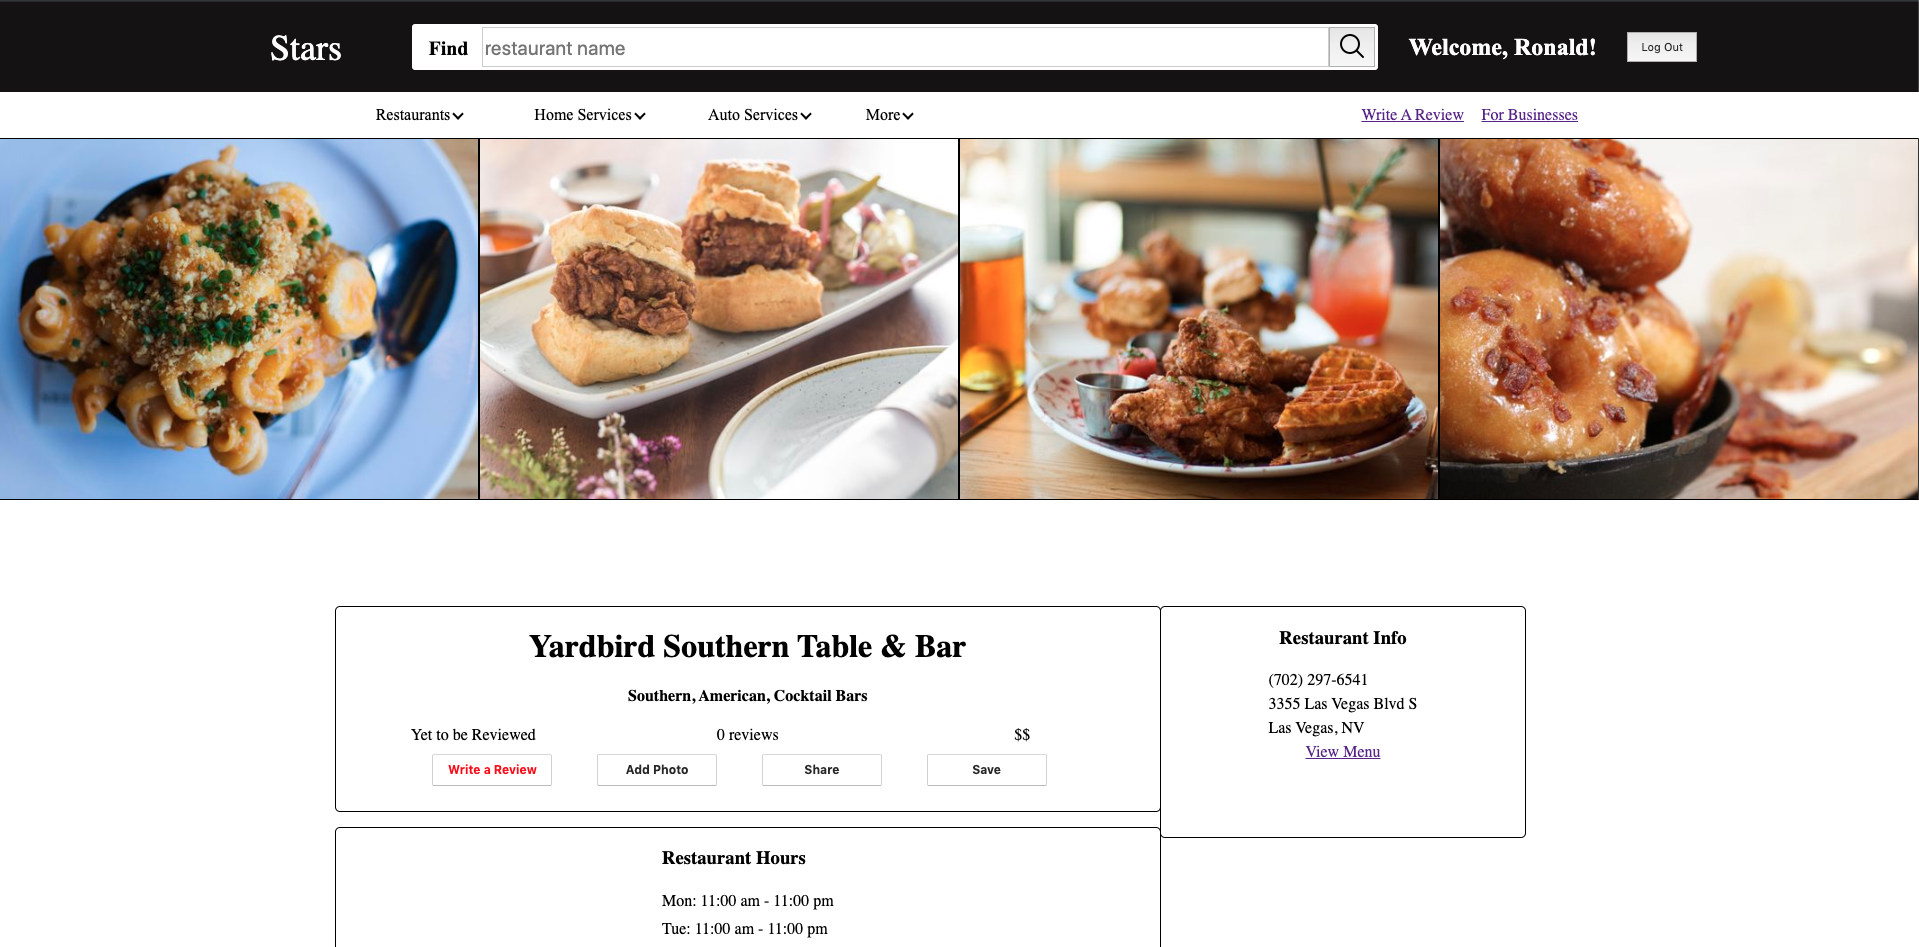 Stars
Find
restaurant name
Welcome, Ronald!
Log Out
Restaurants
Home Services
Auto Services
More
Write A Review
For Businesses
Yardbird Southern Table & Bar
Southern, American, Cocktail Bars
Yet to be Reviewed
0 reviews
$$
Write a Review
Add Photo
Share
Save
Restaurant Info
(702) 297-6541
3355 Las Vegas Blvd S
Las Vegas, NV
View Menu
Restaurant Hours
Mon: 11:00 am - 11:00 pm
Tue: 11:00 am - 11:00 pm